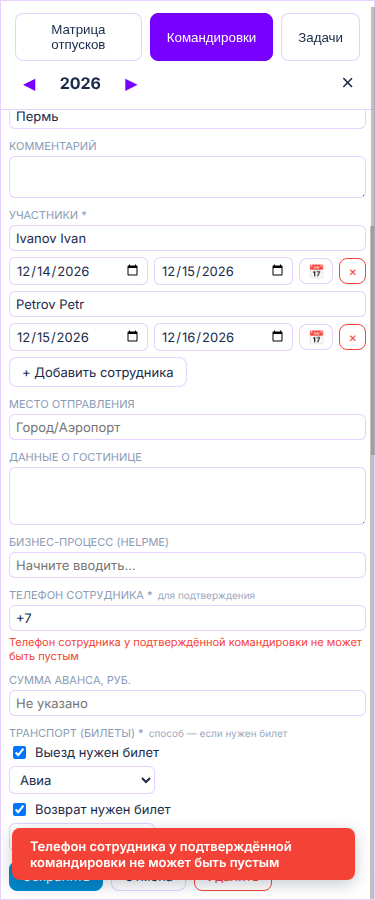 Матрица
отпусков
Командировки
Задачи
◀ 2026 ▶ ×
Пермь
КОММЕНТАРИЙ
УЧАСТНИКИ *
Ivanov Ivan
12/14/2026 12/15/2026 ×
Petrov Petr
12/15/2026 12/16/2026 ×
+ Добавить сотрудника
МЕСТО ОТПРАВЛЕНИЯ
Город/Аэропорт
ДАННЫЕ О ГОСТИНИЦЕ
БИЗНЕС-ПРОЦЕСС (HELPME)
Начните вводить...
ТЕЛЕФОН СОТРУДНИКА * для подтверждения
+7
Телефон сотрудника у подтверждённой командировки не может
быть пустым
СУММА АВАНСА, РУБ.
Не указано
ТРАНСПОРТ (БИЛЕТЫ) * способ — если нужен билет
Выезд нужен билет
Авиа
Возврат нужен билет
Телефон сотрудника у подтверждённой
командировки не может быть пустым